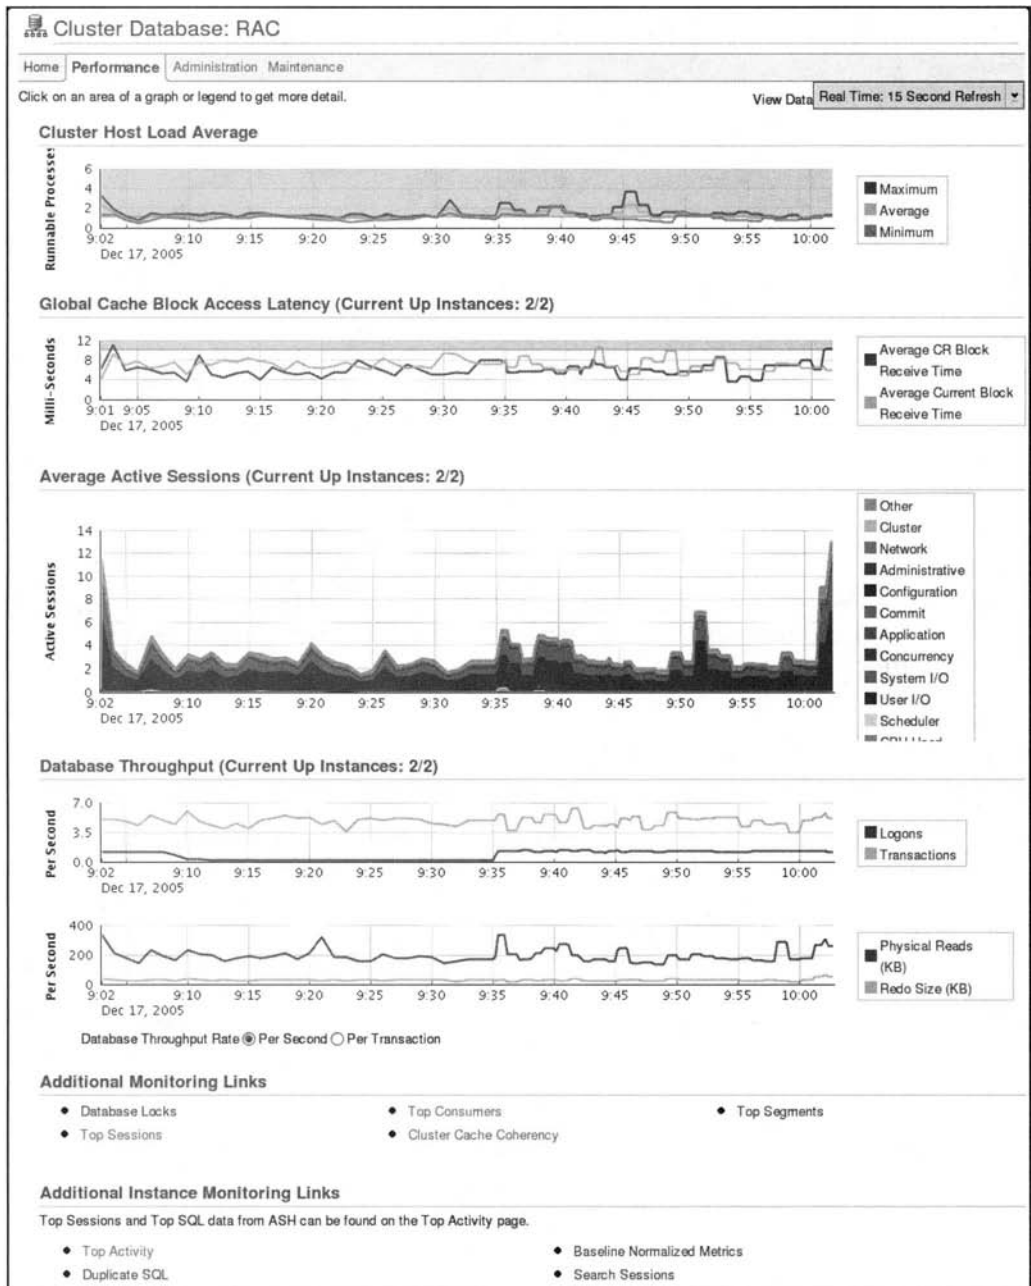 Cluster Database: RAC
Home Performance Administration Maintenance
Click on an area of a graph or legend to get more detail.
View Data Real Time: 15 Second Refresh
Cluster Host Load Average
Runnable Processes
6
4
2
0
9:02 9:10 9:15 9:20 9:25 9:30 9:35 9:40 9:45 9:50 9:55 10:00
Dec 17, 2005
Maximum
Average
Minimum
Global Cache Block Access Latency (Current Up Instances: 2/2)
Milli-Seconds
12
8
4
0
9:01 9:05 9:10 9:15 9:20 9:25 9:30 9:35 9:40 9:45 9:50 9:55 10:00
Dec 17, 2005
Average CR Block
Receive Time
Average Current Block
Receive Time
Average Active Sessions (Current Up Instances: 2/2)
Active Sessions
14
12
10
8
6
4
2
0
9:02 9:10 9:15 9:20 9:25 9:30 9:35 9:40 9:45 9:50 9:55 10:00
Dec 17, 2005
Other
Cluster
Network
Administrative
Configuration
Commit
Application
Concurrency
System I/O
User I/O
Scheduler
Database Throughput (Current Up Instances: 2/2)
Per Second
7.0
3.5
0.0
9:02 9:10 9:15 9:20 9:25 9:30 9:35 9:40 9:45 9:50 9:55 10:00
Dec 17, 2005
Logons
Transactions
Per Second
400
200
0
9:02 9:10 9:15 9:20 9:25 9:30 9:35 9:40 9:45 9:50 9:55 10:00
Dec 17, 2005
Physical Reads
(KB)
Redo Size (KB)
Database Throughput Rate Per Second Per Transaction
Additional Monitoring Links
Database Locks
Top Consumers
Top Segments
Top Sessions
Cluster Cache Coherency
Additional Instance Monitoring Links
Top Sessions and Top SQL data from ASH can be found on the Top Activity page.
Top Activity
Baseline Normalized Metrics
Duplicate SQL
Search Sessions